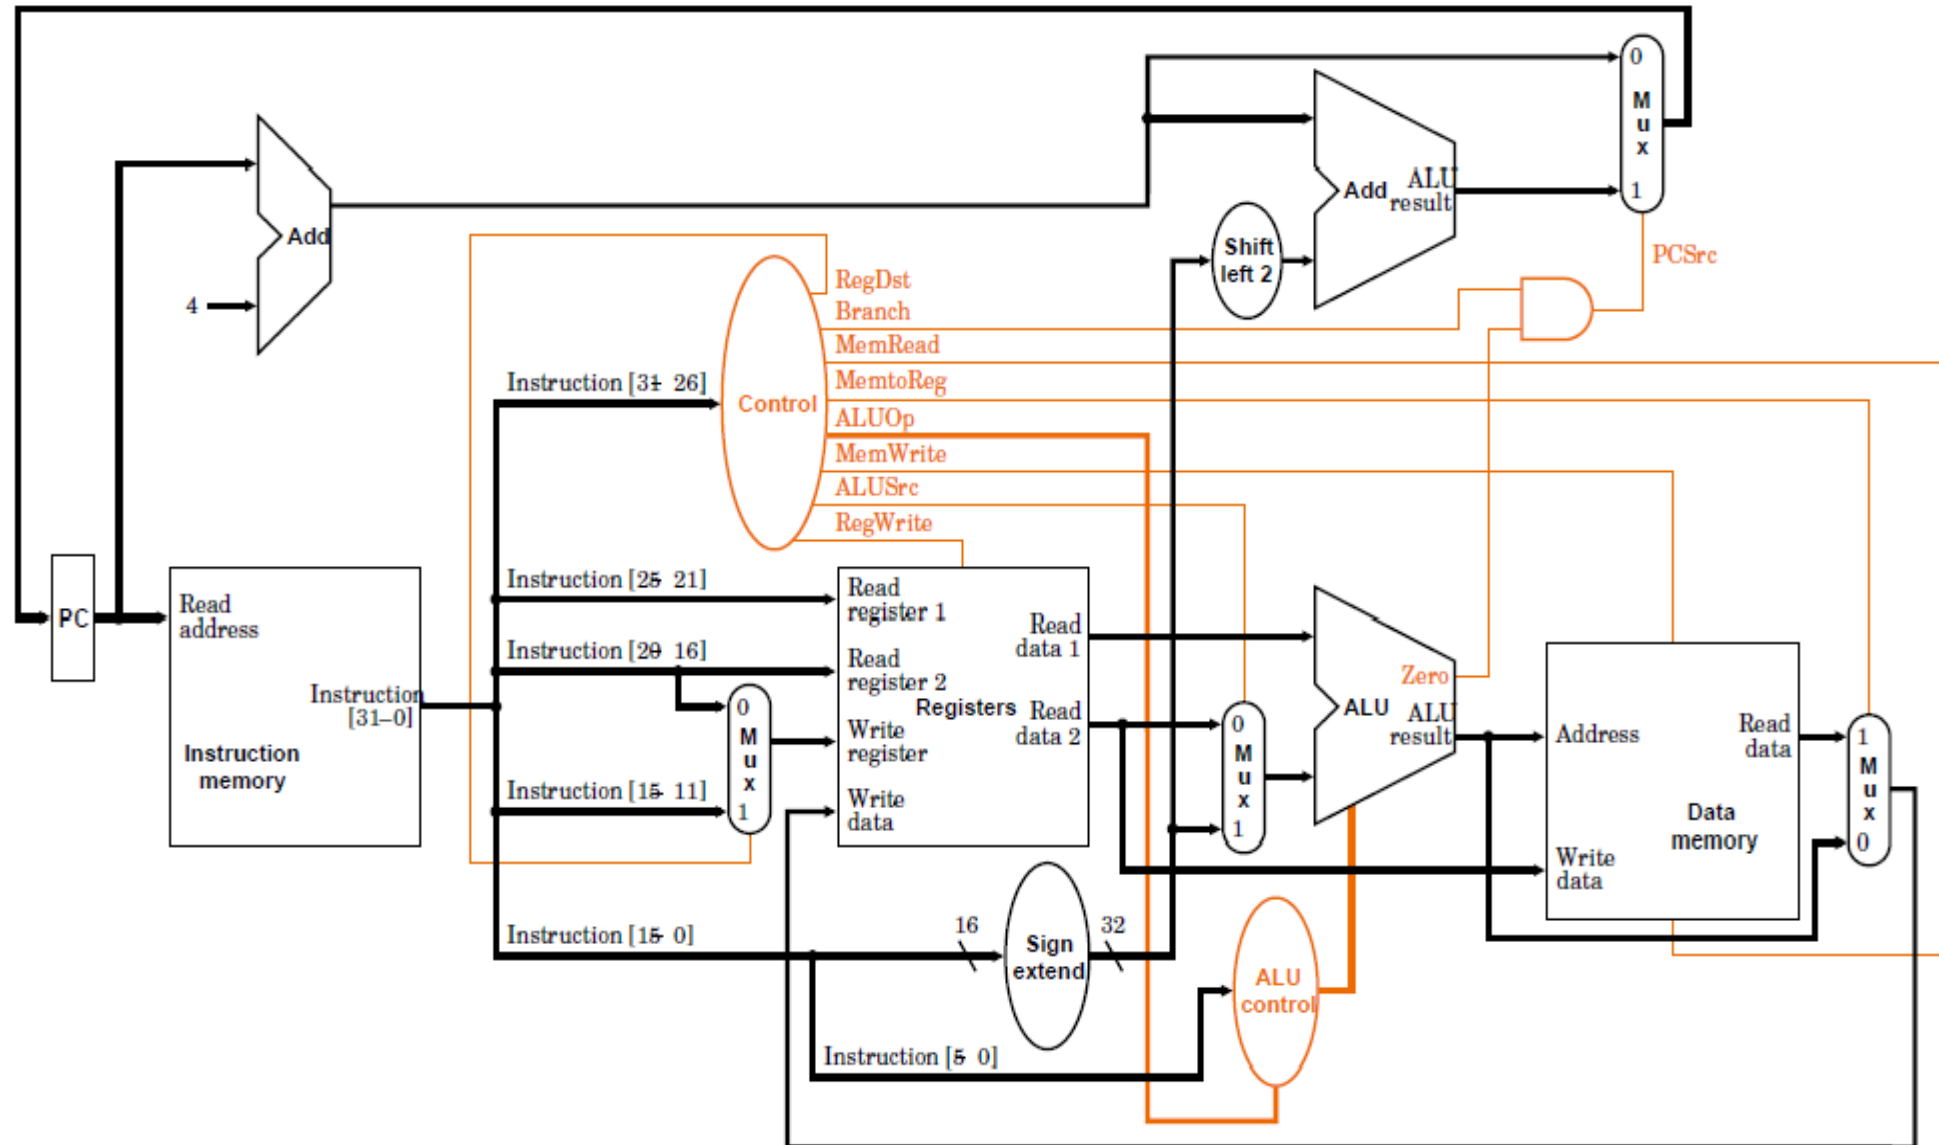 0
M
u
x
1
Add
ALU
result
Add
4
Shift
left 2
PCSrc
RegDst
Branch
MemRead
MemtoReg
ALUOp
MemWrite
ALUSrc
RegWrite
Control
Instruction [31 26]
Instruction [25 21]
Instruction [20 16]
Instruction [15 11]
Instruction [15 0]
Instruction [5 0]
PC
Read
address
Instruction
[31–0]
Instruction
memory
0
M
u
x
1
Read
register 1
Read
register 2
Write
register
Write
data
Registers
Read
data 1
Read
data 2
0
M
u
x
1
Zero
ALU
ALU
result
Address
Write
data
Read
data
Data
memory
1
M
u
x
0
16
Sign
extend
32
ALU
control